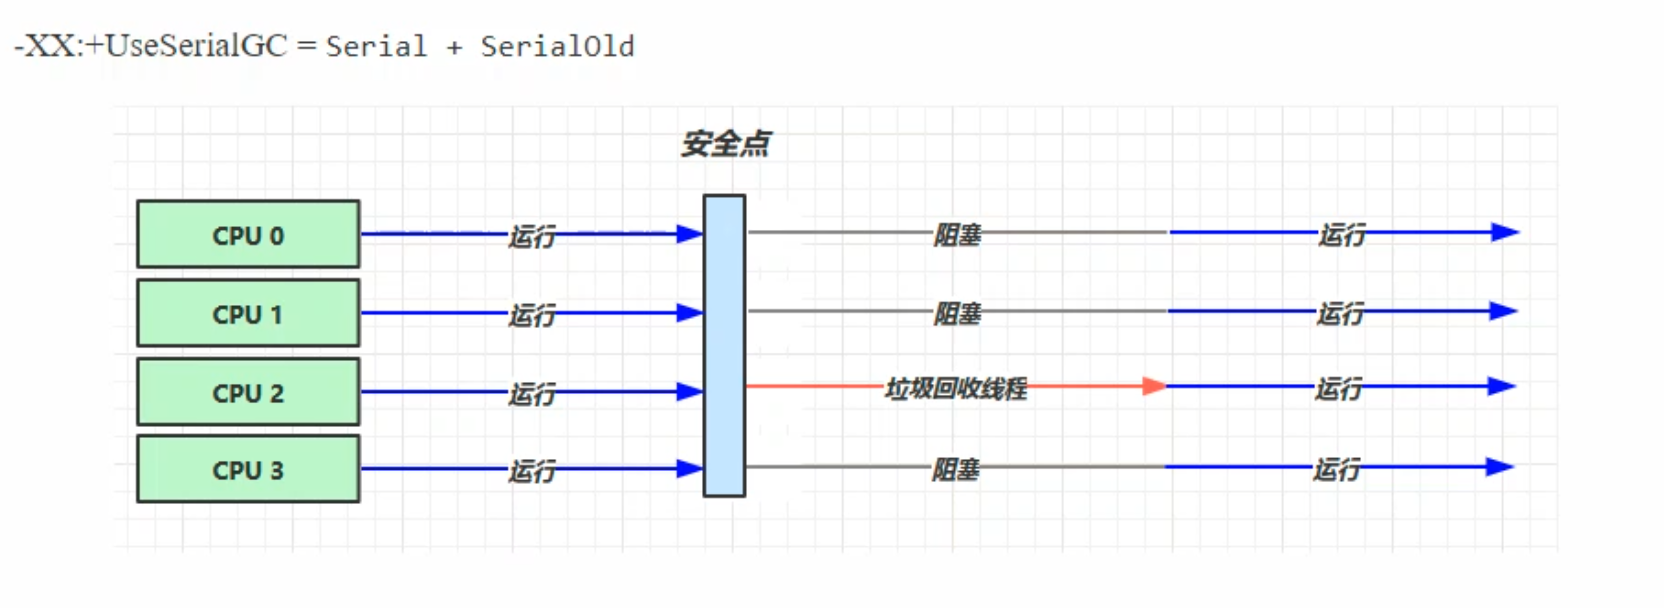 -XX:+UseSerialGC = Serial + SerialOld
安全点
CPU 0 运行 阻塞 运行
CPU 1 运行 阻塞 运行
CPU 2 运行 垃圾回收线程 运行
CPU 3 运行 阻塞 运行